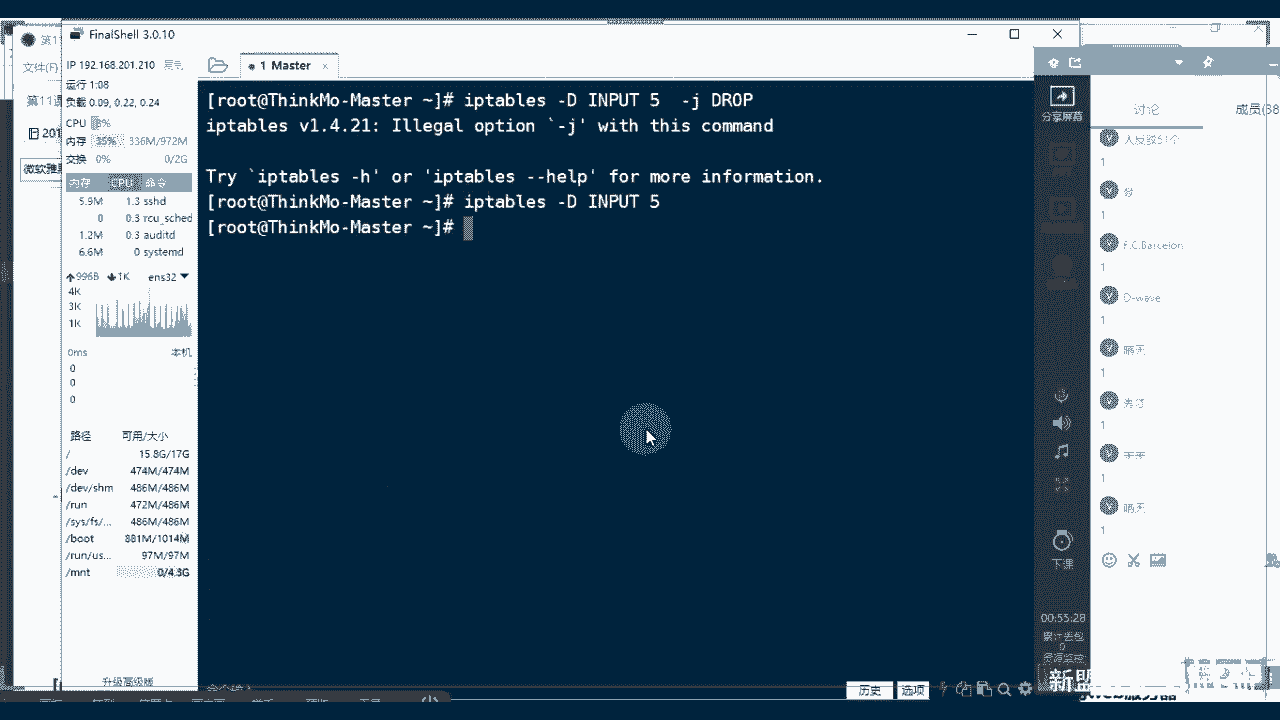 FinalShell 3.0.10
IP 192.168.201.210
运行 1:08
负载 0.09, 0.22, 0.24
CPU
内存 35% 336M/972M
交换 0% 0/2G
内存 CPU 命令
5.9M 1.3 sshd
0 0.3 rcu_sched
1.2M 0.3 auditd
6.6M 0 systemd
996B 1K ens32
4K
3K
1K
0ms 本机
0
0
0
路径 可用/大小
/ 15.8G/17G
/dev 474M/474M
/dev/shm 486M/486M
/run 472M/486M
/sys/fs/... 486M/486M
/boot 881M/1014M
/run/us... 97M/97M
/mnt 0/4.3G
升级高级版
1 Master
[root@ThinkMo-Master ~]# iptables -D INPUT 5  -j DROP
iptables v1.4.21: Illegal option `-j' with this command
Try `iptables -h' or 'iptables --help' for more information.
[root@ThinkMo-Master ~]# iptables -D INPUT 5
[root@ThinkMo-Master ~]#
历史 选项
分享屏幕
下课
00:55:28
讨论
1
1
F.C.Barcelon
1
D-wave
1
1
1
1
1